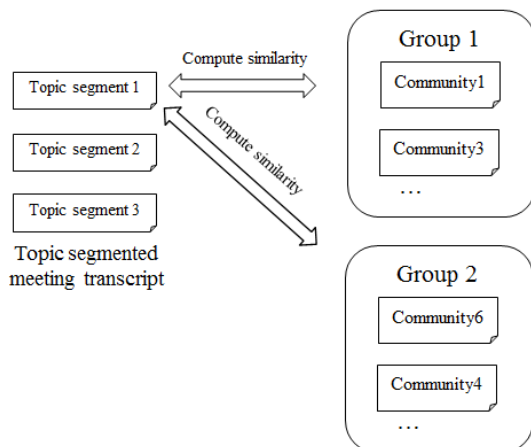 Topic segment 1
Topic segment 2
Topic segment 3
Topic segmented
meeting transcript
Compute similarity
Compute similarity
Group 1
Community1
Community3
...
Group 2
Community6
Community4
...